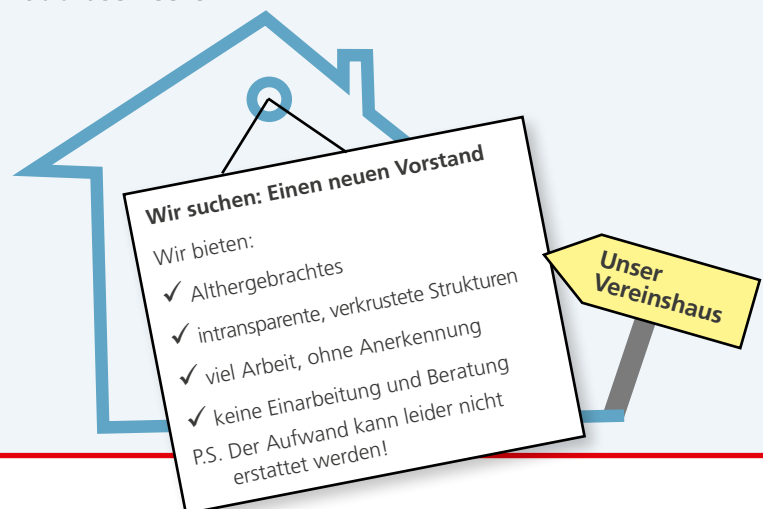 Wir suchen: Einen neuen Vorstand
Wir bieten:
✓ Althergebrachtes
✓ intransparente, verkrustete Strukturen
✓ viel Arbeit, ohne Anerkennung
✓ keine Einarbeitung und Beratung
P.S. Der Aufwand kann leider nicht
erstattet werden!
Unser
Vereinshaus